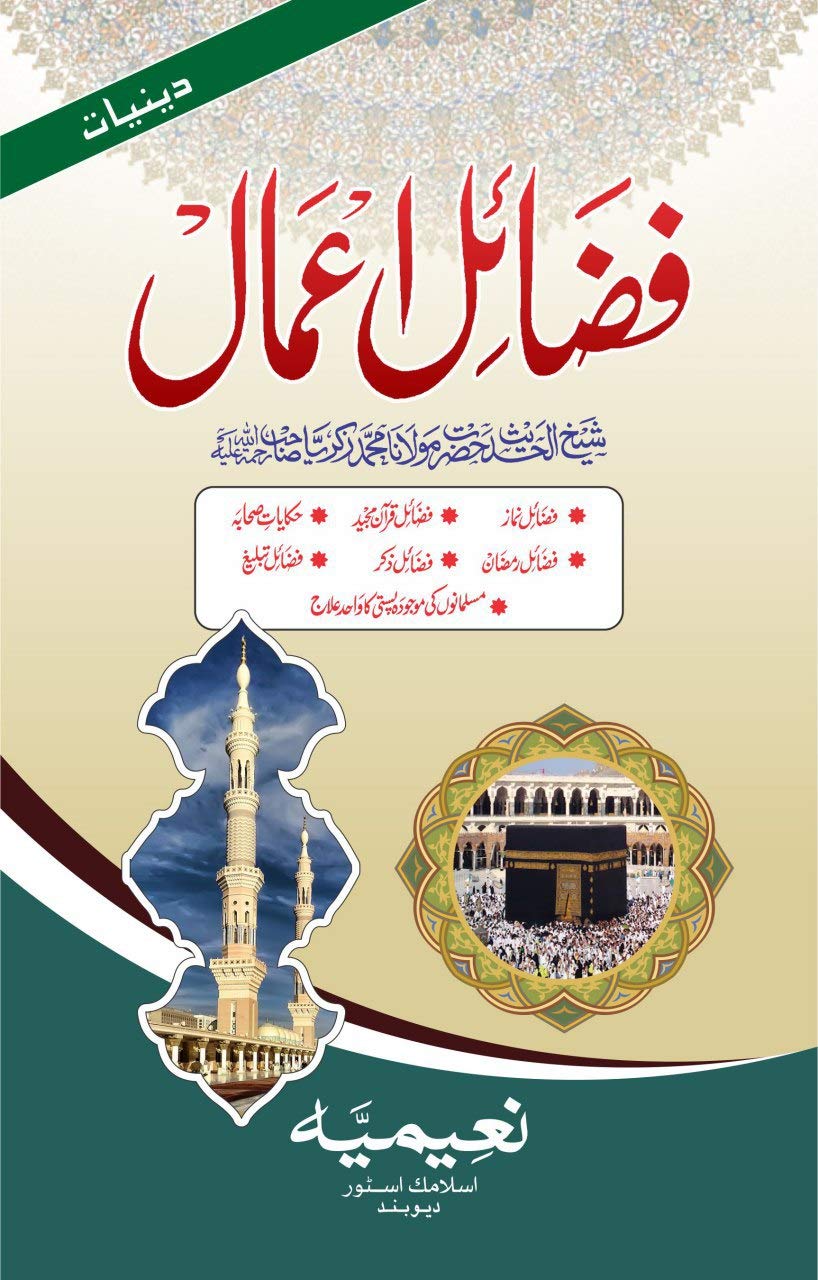 دینیات
فضائل اعمال
شیخ الحدیث حضرت مولانا محمد زکریا صاحب رحمۃ اللہ علیہ
فضائل نماز فضائل قرآن مجید حکایات صحابہ
فضائل رمضان فضائل ذکر فضائل تبلیغ
مسلمانوں کی موجودہ پستی کا واحد علاج
نعیمیہ
اسلامک اسٹور
دیوبند